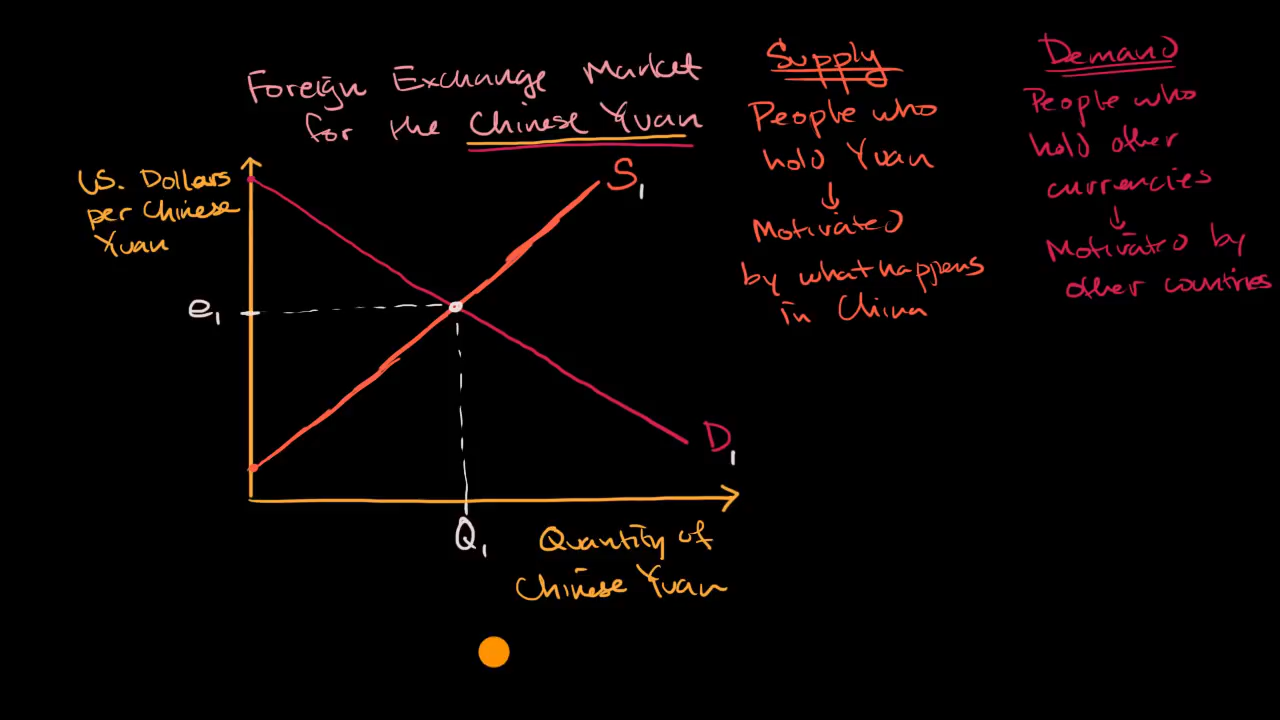 Foreign Exchange Market
for the Chinese Yuan
U.S. Dollars
per Chinese
Yuan
e1
S1
D1
Q1
Quantity of
Chinese Yuan
Supply
People who
hold Yuan
Motivated
by what happens
in China
Demand
People who
hold other
currencies
Motivated by
other countries